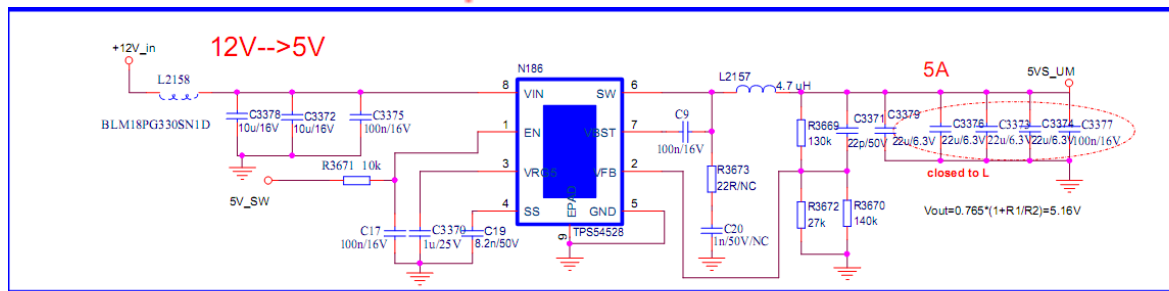 +12V_in
12V-->5V
L2158
BLM18PG330SN1D
C3378
10u/16V
C3372
10u/16V
C3375
100n/16V
R3671 10k
5V_SW
C17
100n/16V
C3370
1u/25V
C19
8.2n/50V
N186
8
VIN
1
EN
3
VRG5
4
SS
SW
6
VBST
7
VFB
2
GND
5
EPAD
9
TPS54528
C9
100n/16V
R3673
22R/NC
C20
1n/50V/NC
L2157
4.7 uH
R3669
130k
C3371
22p/50V
C3379
22u/6.3V
5A
5VS_UM
C3376
22u/6.3V
C3373
22u/6.3V
C3374
22u/6.3V
C3377
100n/16V
closed to L
R3672
27k
R3670
140k
Vout=0.765*(1+R1/R2)=5.16V